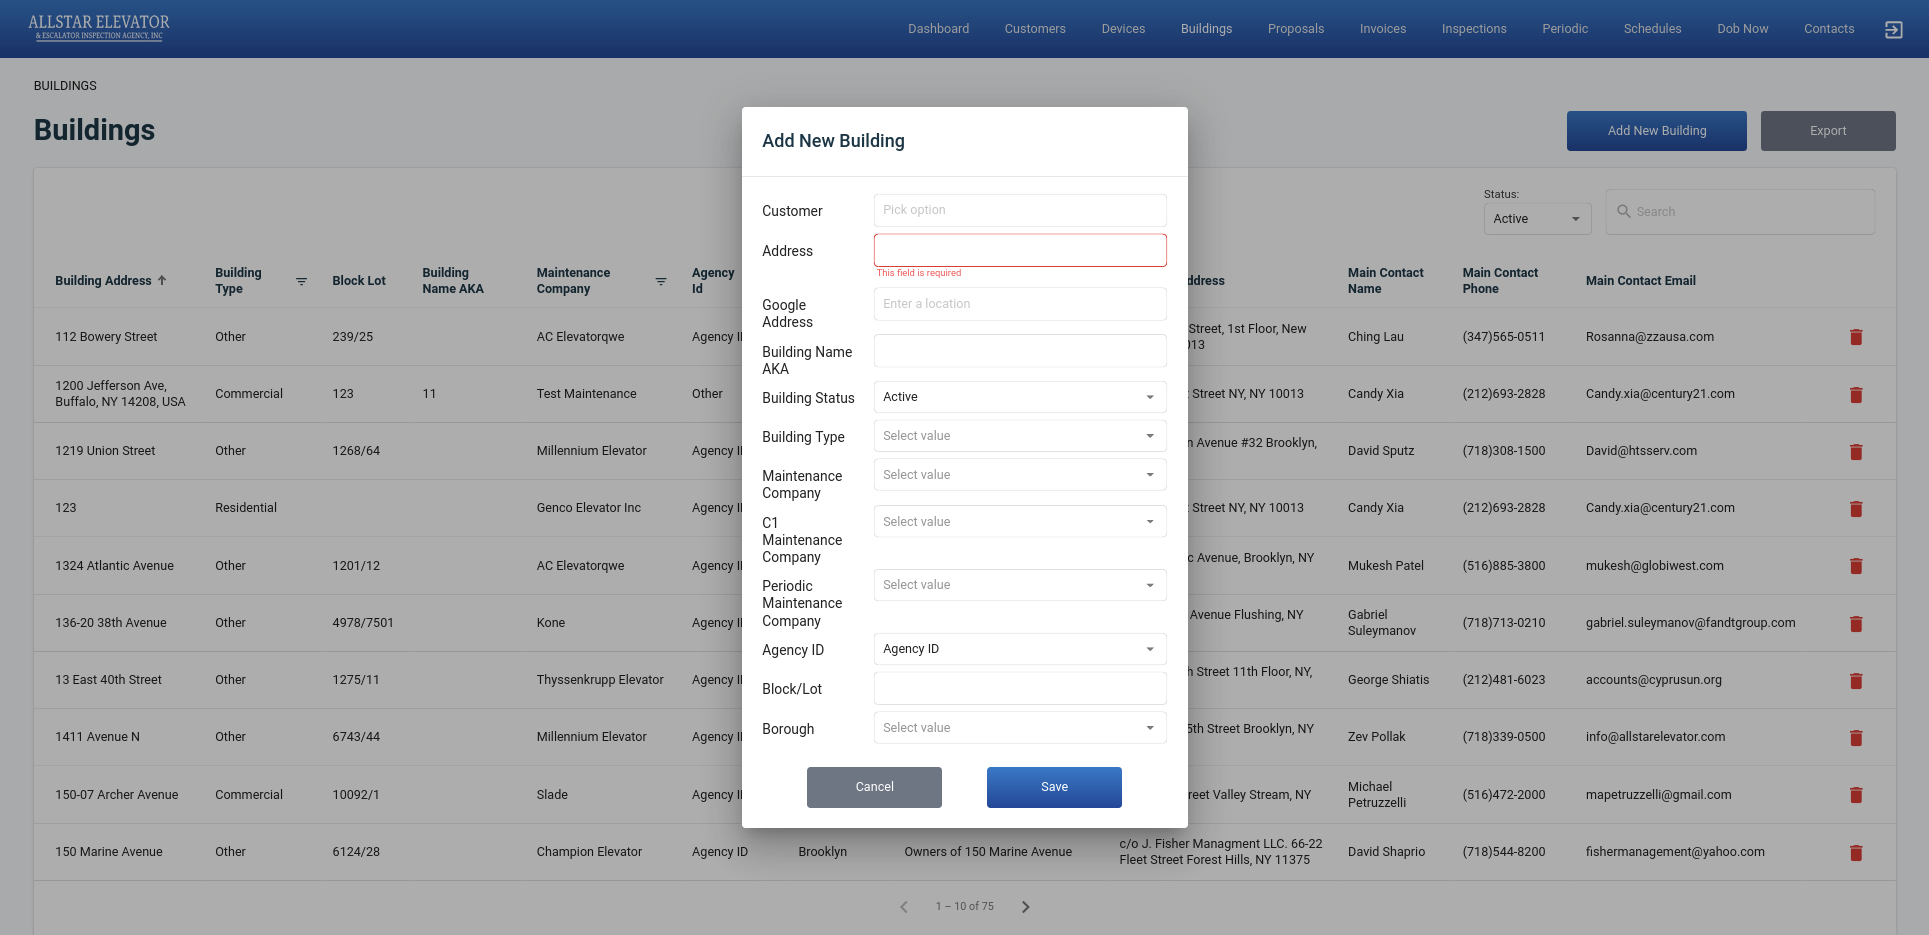 ALLSTAR ELEVATOR
& ESCALATOR INSPECTION AGENCY, INC
Dashboard Customers Devices Buildings Proposals Invoices Inspections Periodic Schedules Dob Now Contacts
BUILDINGS
Buildings
Add New Building Export
Status:
Active
Search
Building Address Building Type Block Lot Building Name AKA Maintenance Company Agency Id ddress Main Contact Name Main Contact Phone Main Contact Email
112 Bowery Street Other 239/25 AC Elevatorqwe Agency I Street, 1st Floor, New 013 Ching Lau (347)565-0511 Rosanna@zzausa.com
1200 Jefferson Ave, Buffalo, NY 14208, USA Commercial 123 11 Test Maintenance Other Street NY, NY 10013 Candy Xia (212)693-2828 Candy.xia@century21.com
1219 Union Street Other 1268/64 Millennium Elevator Agency I n Avenue #32 Brooklyn, David Sputz (718)308-1500 David@htsserv.com
123 Residential Genco Elevator Inc Agency I Street NY, NY 10013 Candy Xia (212)693-2828 Candy.xia@century21.com
1324 Atlantic Avenue Other 1201/12 AC Elevatorqwe Agency I c Avenue, Brooklyn, NY Mukesh Patel (516)885-3800 mukesh@globiwest.com
136-20 38th Avenue Other 4978/7501 Kone Agency I Avenue Flushing, NY Gabriel Suleymanov (718)713-0210 gabriel.suleymanov@fandtgroup.com
13 East 40th Street Other 1275/11 Thyssenkrupp Elevator Agency I h Street 11th Floor, NY, George Shiatis (212)481-6023 accounts@cyprusun.org
1411 Avenue N Other 6743/44 Millennium Elevator Agency I 5th Street Brooklyn, NY Zev Pollak (718)339-0500 info@allstarelevator.com
150-07 Archer Avenue Commercial 10092/1 Slade Agency I reet Valley Stream, NY Michael Petruzzelli (516)472-2000 mapetruzzelli@gmail.com
150 Marine Avenue Other 6124/28 Champion Elevator Agency ID Brooklyn Owners of 150 Marine Avenue c/o J. Fisher Managment LLC. 66-22 Fleet Street Forest Hills, NY 11375 David Shaprio (718)544-8200 fishermanagement@yahoo.com
1 – 10 of 75
Add New Building
Customer Pick option
Address
This field is required
Google Address Enter a location
Building Name AKA
Building Status Active
Building Type Select value
Maintenance Company Select value
C1 Maintenance Company Select value
Periodic Maintenance Company Select value
Agency ID Agency ID
Block/Lot
Borough Select value
Cancel Save